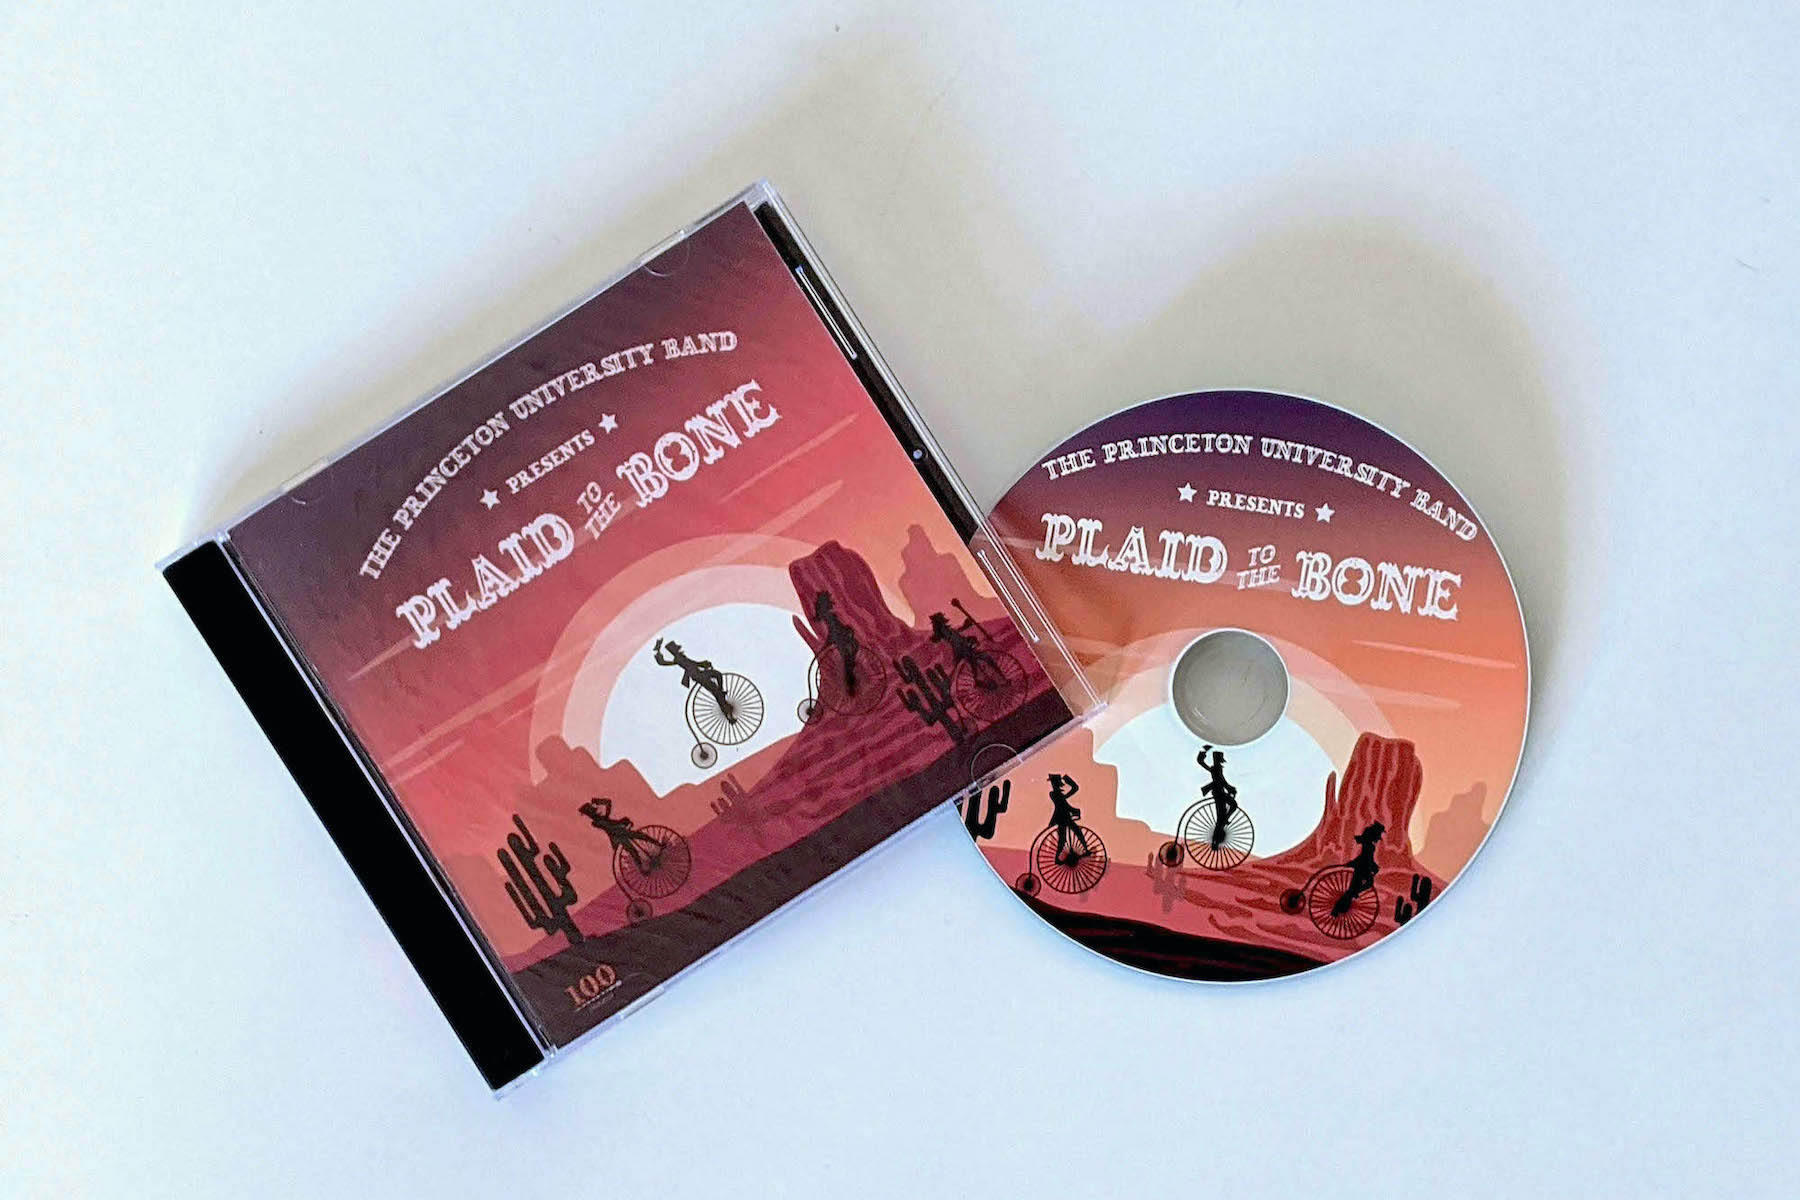 THE PRINCETON UNIVERSITY BAND
PRESENTS
PLAID TO THE BONE
100
THE PRINCETON UNIVERSITY BAND
PRESENTS
PLAID TO THE BONE